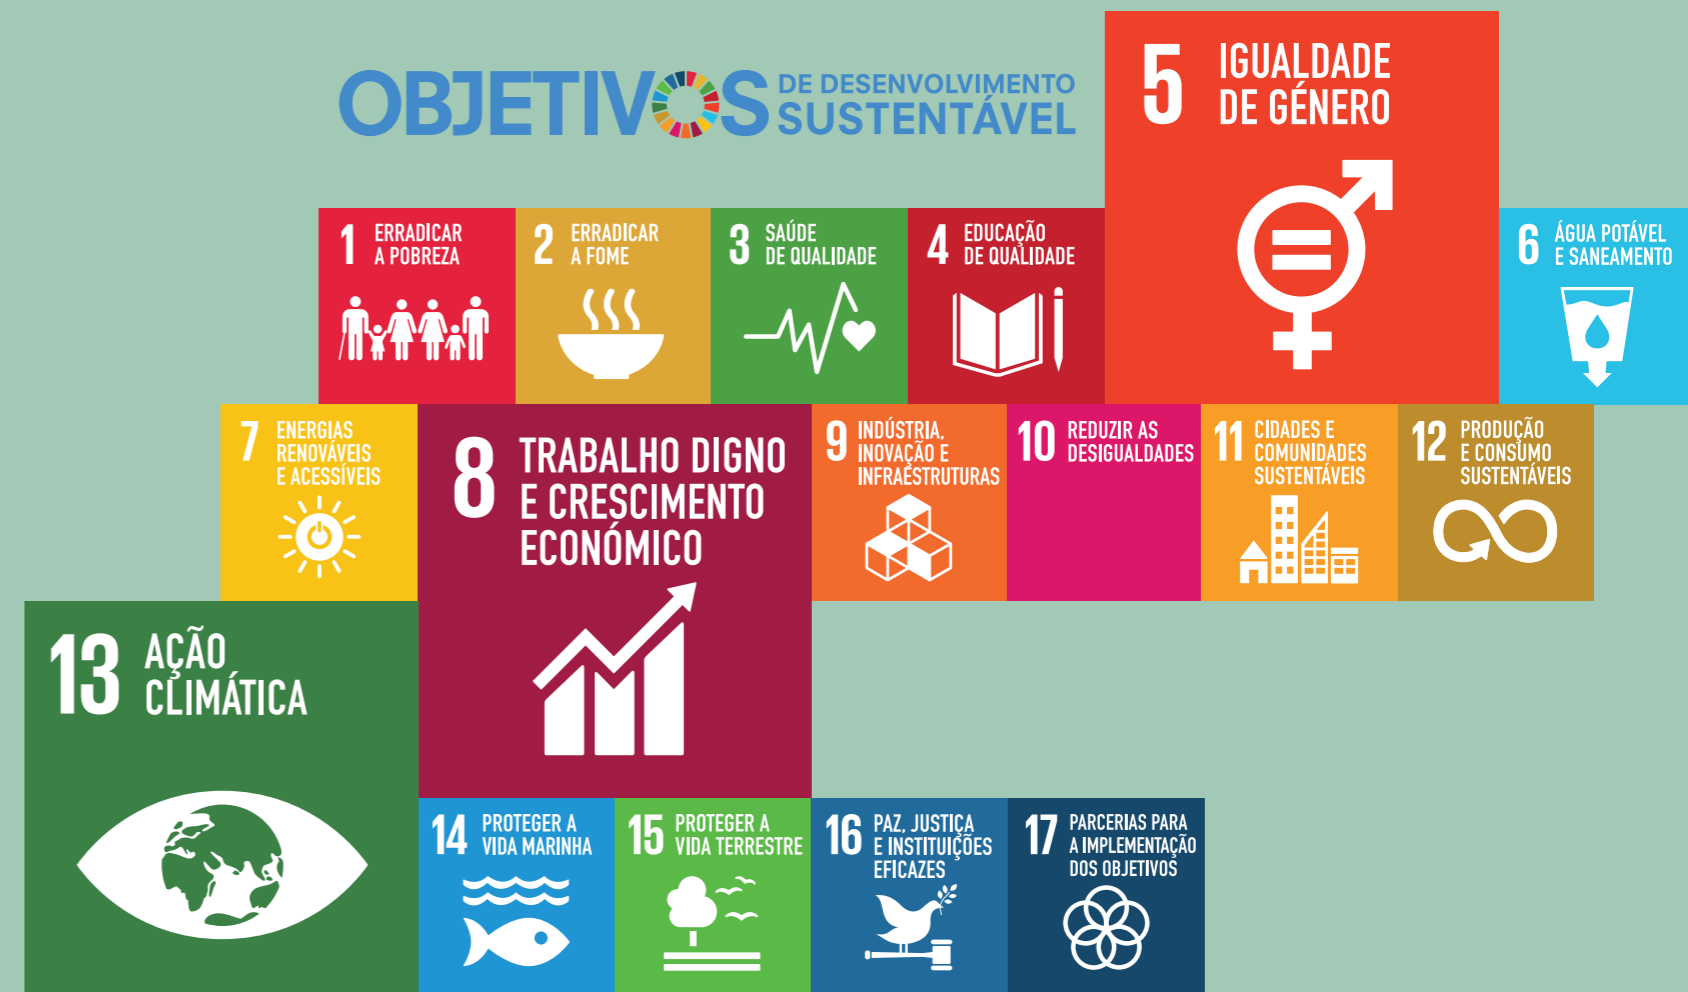 OBJETIVOS DE DESENVOLVIMENTO
SUSTENTÁVEL
5 IGUALDADE
DE GÉNERO
1 ERRADICAR
A POBREZA
2 ERRADICAR
A FOME
3 SAÚDE
DE QUALIDADE
4 EDUCAÇÃO
DE QUALIDADE
6 ÁGUA POTÁVEL
E SANEAMENTO
7 ENERGIAS
RENOVÁVEIS
E ACESSÍVEIS
8 TRABALHO DIGNO
E CRESCIMENTO
ECONÓMICO
9 INDÚSTRIA,
INOVAÇÃO E
INFRAESTRUTURAS
10 REDUZIR AS
DESIGUALDADES
11 CIDADES E
COMUNIDADES
SUSTENTÁVEIS
12 PRODUÇÃO
E CONSUMO
SUSTENTÁVEIS
13 AÇÃO
CLIMÁTICA
14 PROTEGER A
VIDA MARINHA
15 PROTEGER A
VIDA TERRESTRE
16 PAZ, JUSTIÇA
E INSTITUIÇÕES
EFICAZES
17 PARCERIAS PARA
A IMPLEMENTAÇÃO
DOS OBJETIVOS